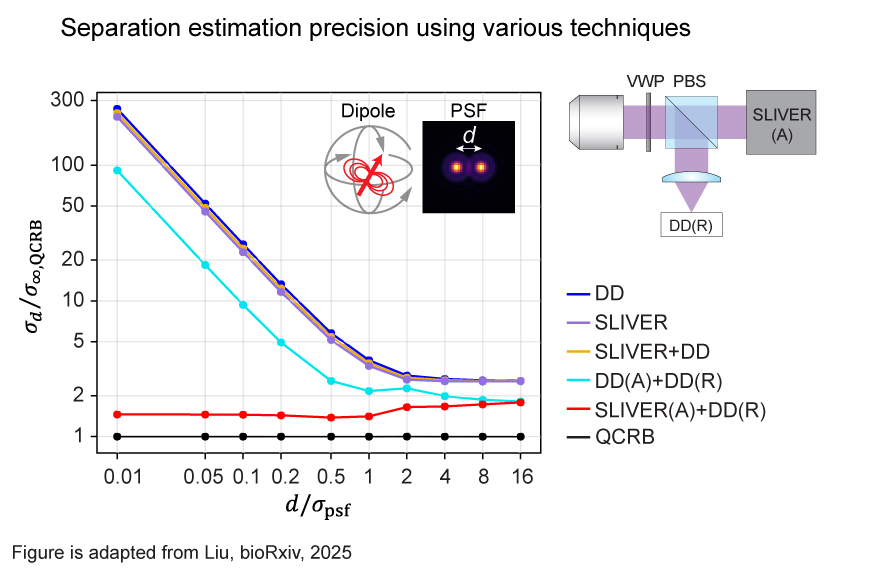 Separation estimation precision using various techniques
300
100
50
20
10
5
2
1
σd/σ∞,QCRB
0.01 0.05 0.1 0.2 0.5 1 2 4 8 16
d/σpsf
Dipole PSF
d
VWP PBS
SLIVER
(A)
DD(R)
DD
SLIVER
SLIVER+DD
DD(A)+DD(R)
SLIVER(A)+DD(R)
QCRB
Figure is adapted from Liu, bioRxiv, 2025